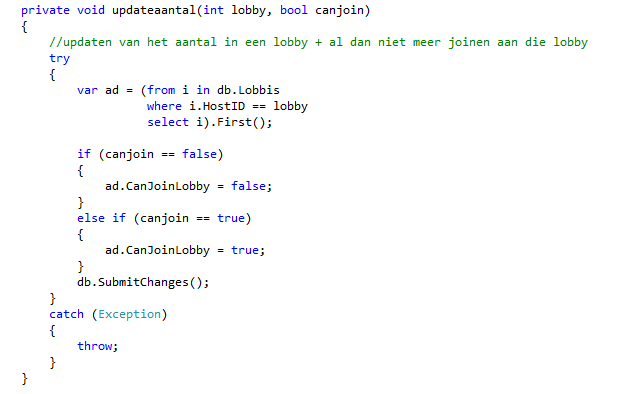 private void updateaantal(int lobby, bool canjoin)
{
//updaten van het aantal in een lobby + al dan niet meer joinen aan die lobby
try
{
var ad = (from i in db.Lobbis
where i.HostID == lobby
select i).First();
if (canjoin == false)
{
ad.CanJoinLobby = false;
}
else if (canjoin == true)
{
ad.CanJoinLobby = true;
}
db.SubmitChanges();
}
catch (Exception)
{
throw;
}
}